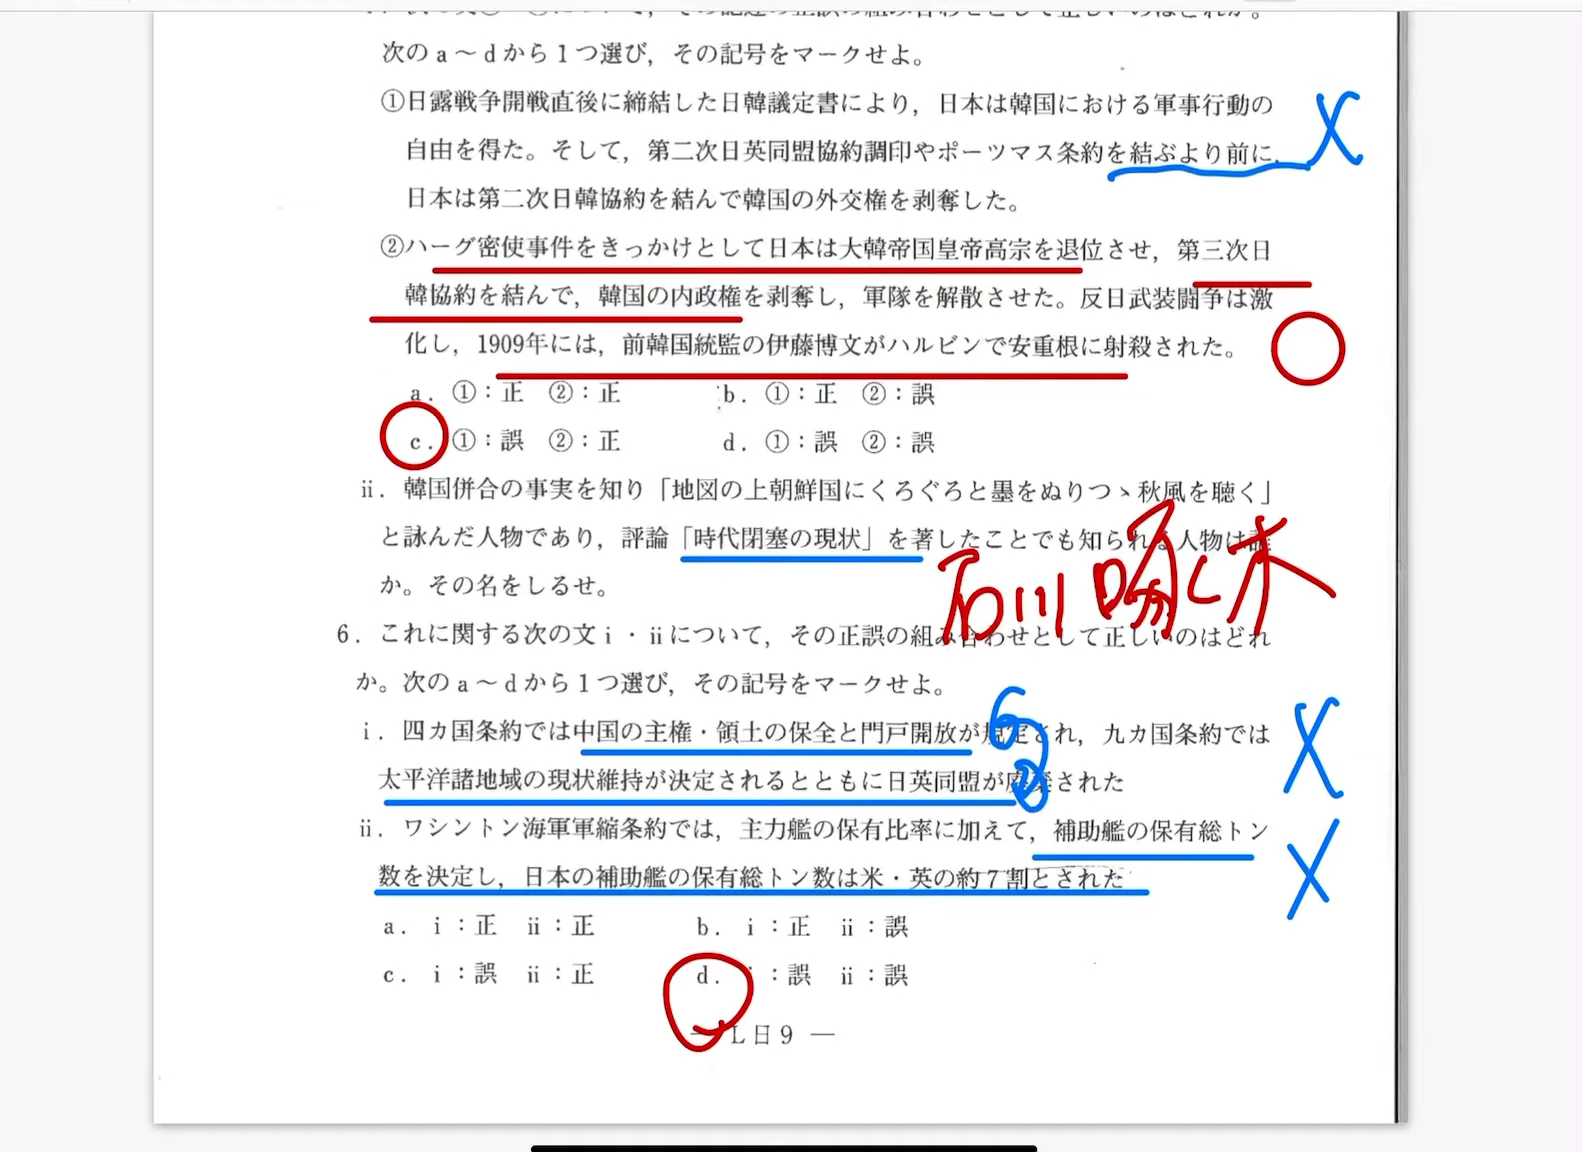 次のa～dから1つ選び，その記号をマークせよ。
①日露戦争開戦直後に締結した日韓議定書により，日本は韓国における軍事行動の
自由を得た。そして，第二次日英同盟協約調印やポーツマス条約を結ぶより前に，
日本は第二次日韓協約を結んで韓国の外交権を剥奪した。
②ハーグ密使事件をきっかけとして日本は大韓帝国皇帝高宗を退位させ，第三次日
韓協約を結んで，韓国の内政権を剥奪し，軍隊を解散させた。反日武装闘争は激
化し，1909年には，前韓国統監の伊藤博文がハルビンで安重根に射殺された。
a．①：正　②：正　b．①：正　②：誤
c．①：誤　②：正　d．①：誤　②：誤
ⅱ．韓国併合の事実を知り「地図の上朝鮮国にくろぐろと墨をぬりつゝ秋風を聴く」
と詠んだ人物であり，評論「時代閉塞の現状」を著したことでも知られる人物は誰
か。その名をしるせ。
石川啄木
6．これに関する次の文ⅰ・ⅱについて，その正誤の組み合わせとして正しいのはどれ
か。次のa～dから1つ選び，その記号をマークせよ。
ⅰ．四カ国条約では中国の主権・領土の保全と門戸開放が規定され，九カ国条約では
太平洋諸地域の現状維持が決定されるとともに日英同盟が廃棄された
ⅱ．ワシントン海軍軍縮条約では，主力艦の保有比率に加えて，補助艦の保有総トン
数を決定し，日本の補助艦の保有総トン数は米・英の約7割とされた
a．ⅰ：正　ⅱ：正　b．ⅰ：正　ⅱ：誤
c．ⅰ：誤　ⅱ：正　d．ⅰ：誤　ⅱ：誤
― L日9 ―